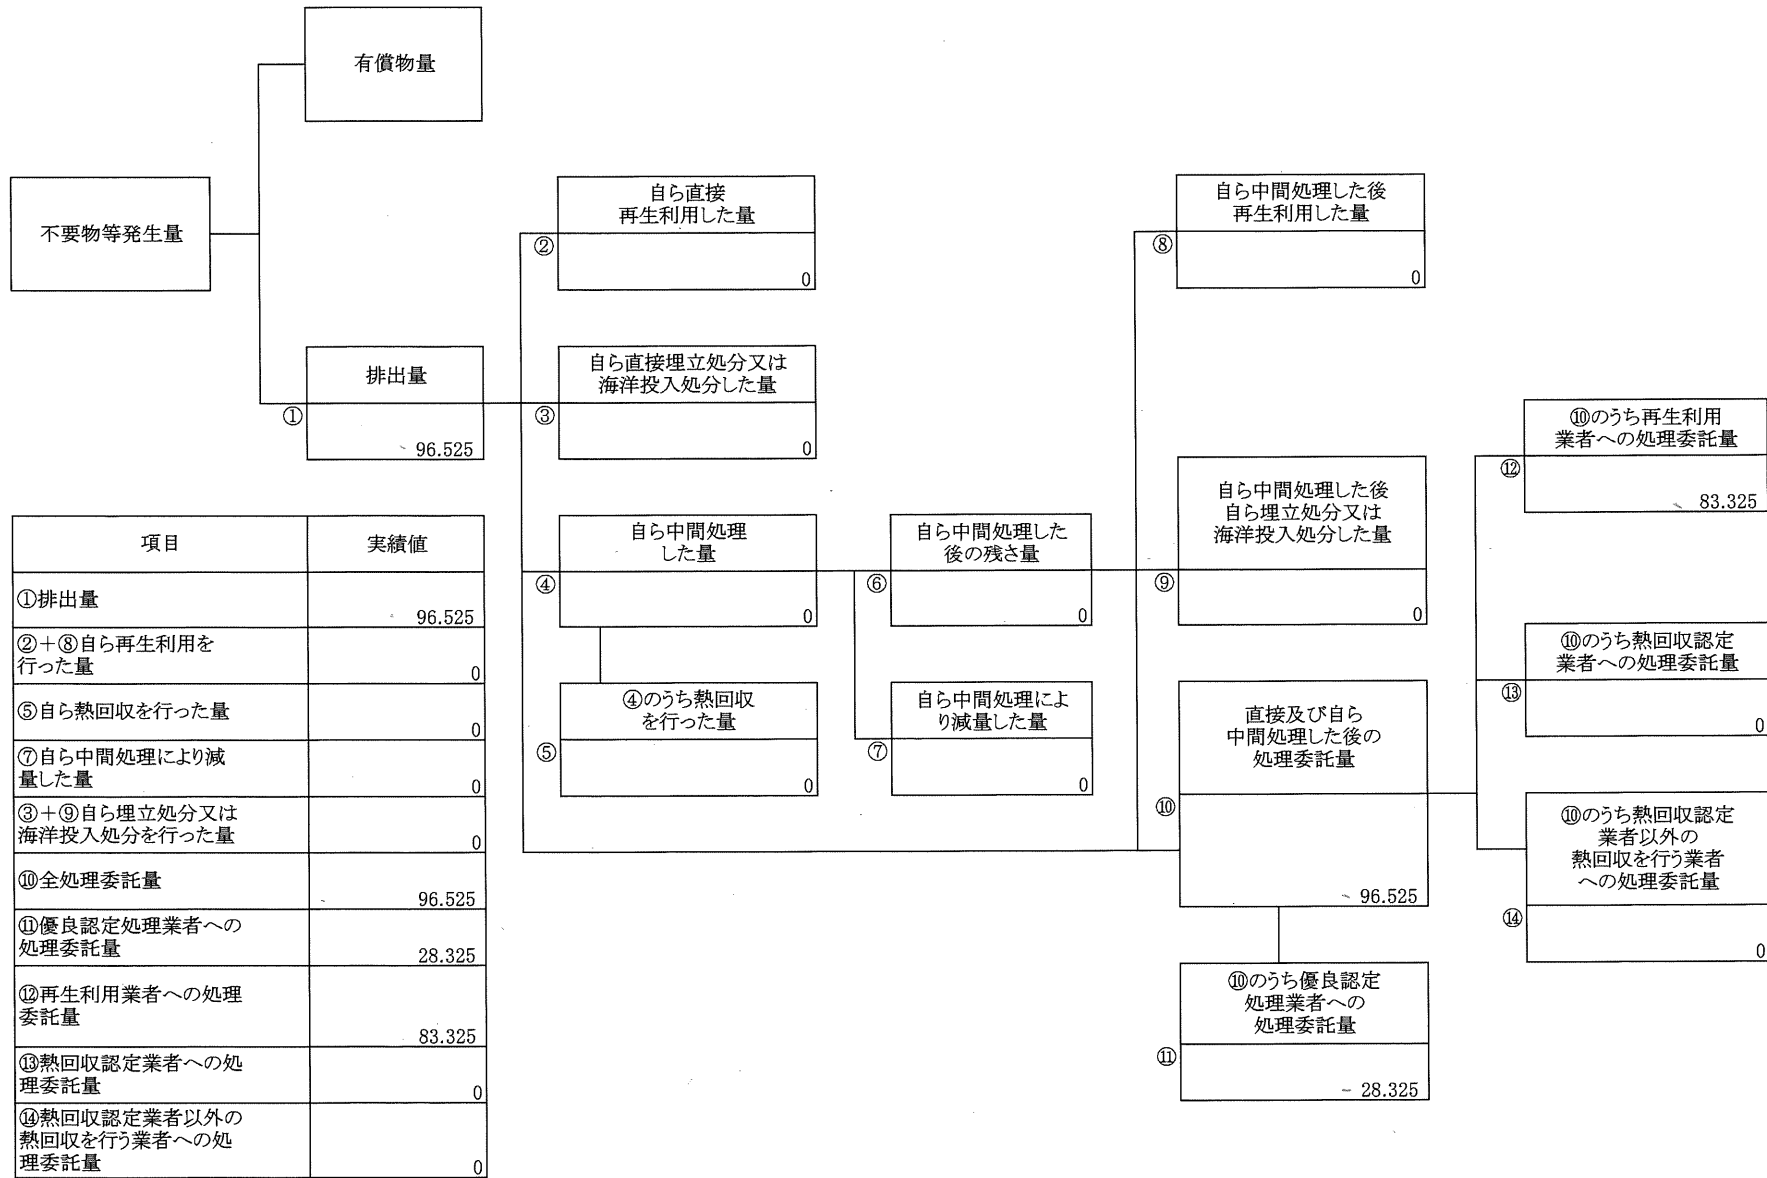 有償物量
不要物等発生量
排出量
①
96.525
自ら直接
再生利用した量
②
0
自ら直接埋立処分又は
海洋投入処分した量
③
0
自ら中間処理
した量
④
0
④のうち熱回収
を行った量
⑤
0
自ら中間処理した
後の残さ量
⑥
0
自ら中間処理によ
り減量した量
⑦
0
自ら中間処理した後
再生利用した量
⑧
0
自ら中間処理した後
自ら埋立処分又は
海洋投入処分した量
⑨
0
直接及び自ら
中間処理した後の
処理委託量
⑩
96.525
⑩のうち優良認定
処理業者への
処理委託量
⑪
28.325
⑩のうち再生利用
業者への処理委託量
⑫
83.325
⑩のうち熱回収認定
業者への処理委託量
⑬
0
⑩のうち熱回収認定
業者以外の
熱回収を行う業者
への処理委託量
⑭
0
項目 実績値
①排出量
96.525
②+⑧自ら再生利用を
行った量
0
⑤自ら熱回収を行った量
0
⑦自ら中間処理により減
量した量
0
③+⑨自ら埋立処分又は
海洋投入処分を行った量
0
⑩全処理委託量
96.525
⑪優良認定処理業者への
処理委託量
28.325
⑫再生利用業者への処理
委託量
83.325
⑬熱回収認定業者への処
理委託量
0
⑭熱回収認定業者以外の
熱回収を行う業者への処
理委託量
0